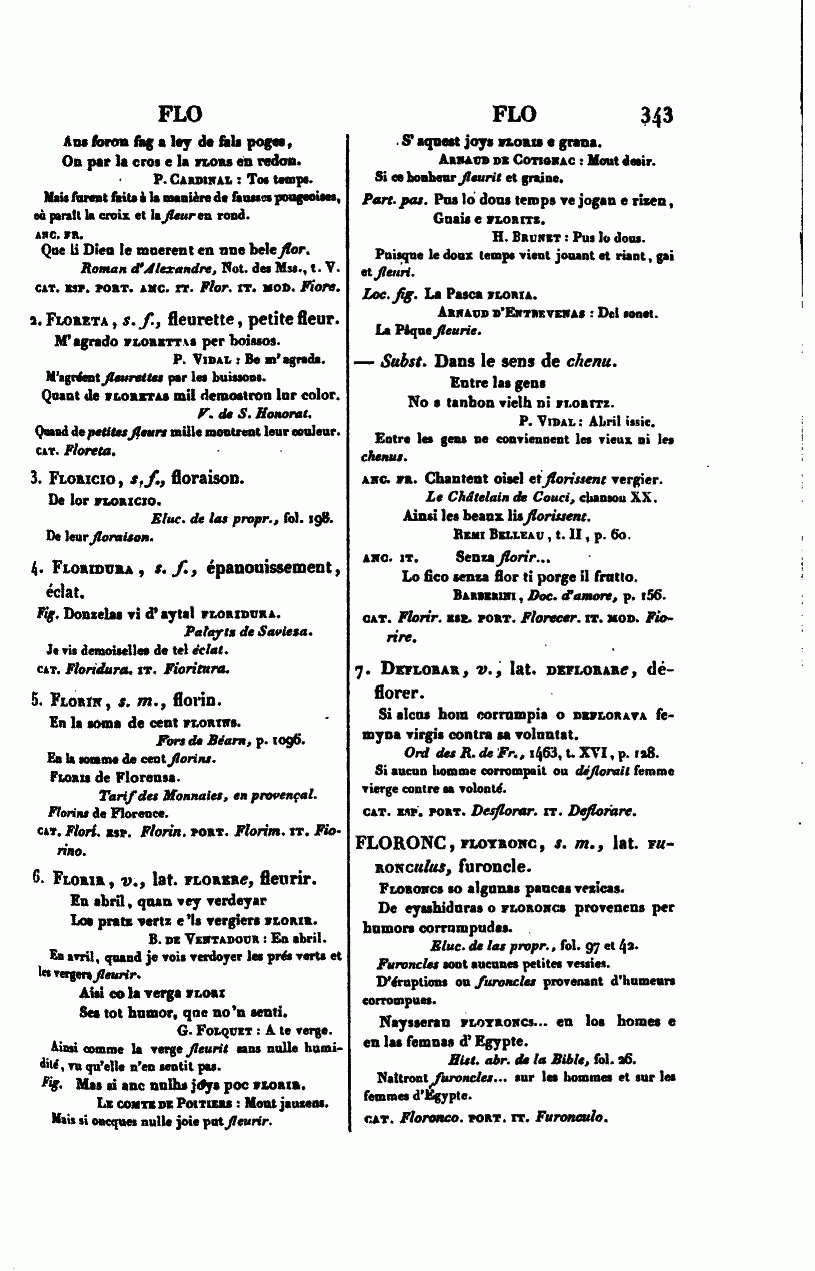 FLO
Ans foron fag a ley de fals poges,
On par la cros e la FLORS en redon.
P. CARDINAL : Tos temps.
Mais furent faits à la manière de fausses pougeoises,
où paraît la croix et la fleur en rond.
ANC. FR.
Que li Dieu le muerent en une bele flor.
Roman d'Alexandre, Not. des Mss., t. V.
CAT. ESP. PORT. ANC. IT. Flor. IT. MOD. Fiore.
2. FLORETA, s. f., fleurette, petite fleur.
M'agrado FLORETTAS per boissos.
P. VIDAL : Be m'agrada.
M'agréent fleurettes par les buissons.
Quant de FLORETAS mil demostron lur color.
V. de S. Honorat.
Quand de petites fleurs mille montrent leur couleur.
CAT. Floreta.
3. FLORICIO, s. f., floraison.
De lor FLORICIO.
Eluc. de las propr., fol. 198.
De leur floraison.
4. FLORIDURA, s. f., épanouissement,
éclat.
Fig. Donzelas vi d'aytal FLORIDURA.
Palayts de Saviesa.
Je vis demoiselles de tel éclat.
CAT. Floridura. IT. Fioritura.
5. FLORIN, s. m., florin.
En la soma de cent FLORINS.
Fors de Béarn, p. 1096.
En la somme de cent florins.
FLORIS de Florensa.
Tarif des Monnaies, en provençal.
Florins de Florence.
CAT. Florí. ESP. Florin. PORT. Florim. IT. Fio-
rino.
6. FLORIR, v., lat. FLORERe, fleurir.
En abril, quan vey verdeyar
Los pratz vertz e'ls vergiers FLORIR.
B. DE VENTADOUR : En abril.
En avril, quand je vois verdoyer les prés verts et
les vergers fleurir.
Aisi co la verga FLORI
Ses tot humor, que no'n senti.
G. FOLQUET : A te verge.
Ainsi comme la verge fleurit sans nulle humi-
dité, vu qu'elle n'en sentit pas.
Fig. Mas si anc nulhs joys poc FLORIR.
LE COMTE DE POITIERS : Mout jauzens.
Mais si oncques nulle joie put fleurir.
FLO 343
S'aquest joys FLORIS e grana.
ARNAUD DE COTIGNAC : Mout desir.
Si ce bonheur fleurit et graine.
Part. pas. Pus lo dous temps ve jogan e rizen,
Guais e FLORITZ.
H. BRUNET : Pus lo dous.
Puisque le doux temps vient jouant et riant, gai
et fleuri.
Loc. fig. La Pasca FLORIA.
ARNAUD D'ENTREVENAS : Del sonet.
La Pâque fleurie.
— Subst. Dans le sens de chenu.
Entre las gens
No s tanhon vielh ni FLORITZ.
P. VIDAL : Abril issic.
Entre les gens ne conviennent les vieux ni les
chenus.
ANC. FR. Chantent oisel et florissent vergier.
Le Châtelain de Couci, chanson XX.
Ainsi les beaux lis florissent.
REMI BELLEAU, t. II, p. 60.
ANC. IT. Senza florir...
Lo fico senza flor ti porge il frutto.
BARBERINI, Doc. d'amore, p. 156.
CAT. Florir. ESP. PORT. Florecer. IT. MOD. Fio-
rire.
7. DEFLORAR, v., lat. DEFLORARe, dé-
florer.
Si alcus hom corrumpia o DEFLORAVA fe-
myna virgis contra sa voluntat.
Ord des R. de Fr., 1463, t. XVI, p. 128.
Si aucun homme corrompait ou déflorait femme
vierge contre sa volonté.
CAT. ESP. PORT. Desflorar. IT. Deflorare.
FLORONC, FLOYRONC, s. m., lat. FU-
RONCulus, furoncle.
FLORONCS so algunas paucas vezicas.
De eyshiduras o FLORONCS provenens per
humors corrumpudas.
Eluc. de las propr., fol. 97 et 42.
Furoncles sont aucunes petites vessies.
D'éruptions ou furoncles provenant d'humeurs
corrompues.
Naysseran FLOYRONCS... en los homes e
en las femnas d'Egypte.
Hist. abr. de la Bible, fol. 26.
Naîtront furoncles... sur les hommes et sur les
femmes d'Égypte.
CAT. Floronco. PORT. IT. Furonculo.